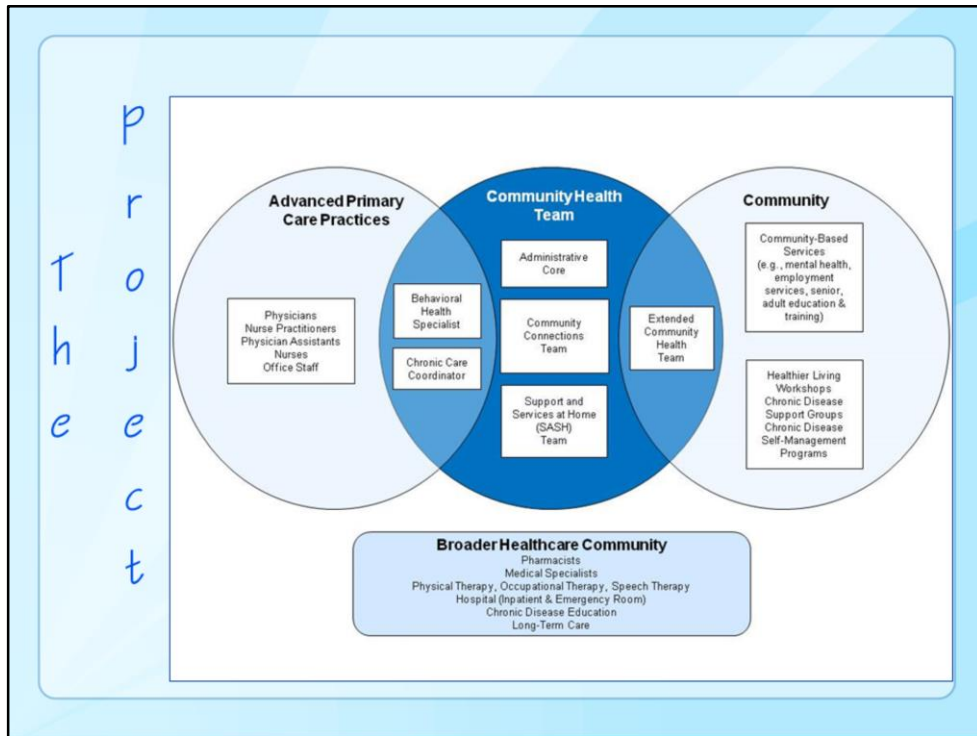 The
project
Advanced Primary
Care Practices
Physicians
Nurse Practitioners
Physician Assistants
Nurses
Office Staff
Behavioral
Health
Specialist
Chronic Care
Coordinator
Community Health
Team
Administrative
Core
Community
Connections
Team
Support and
Services at Home
(SASH)
Team
Extended
Community
Health
Team
Community
Community-Based
Services
(e.g., mental health,
employment
services, senior,
adult education &
training)
Healthier Living
Workshops
Chronic Disease
Support Groups
Chronic Disease
Self-Management
Programs
Broader Healthcare Community
Pharmacists
Medical Specialists
Physical Therapy, Occupational Therapy, Speech Therapy
Hospital (Inpatient & Emergency Room)
Chronic Disease Education
Long-Term Care